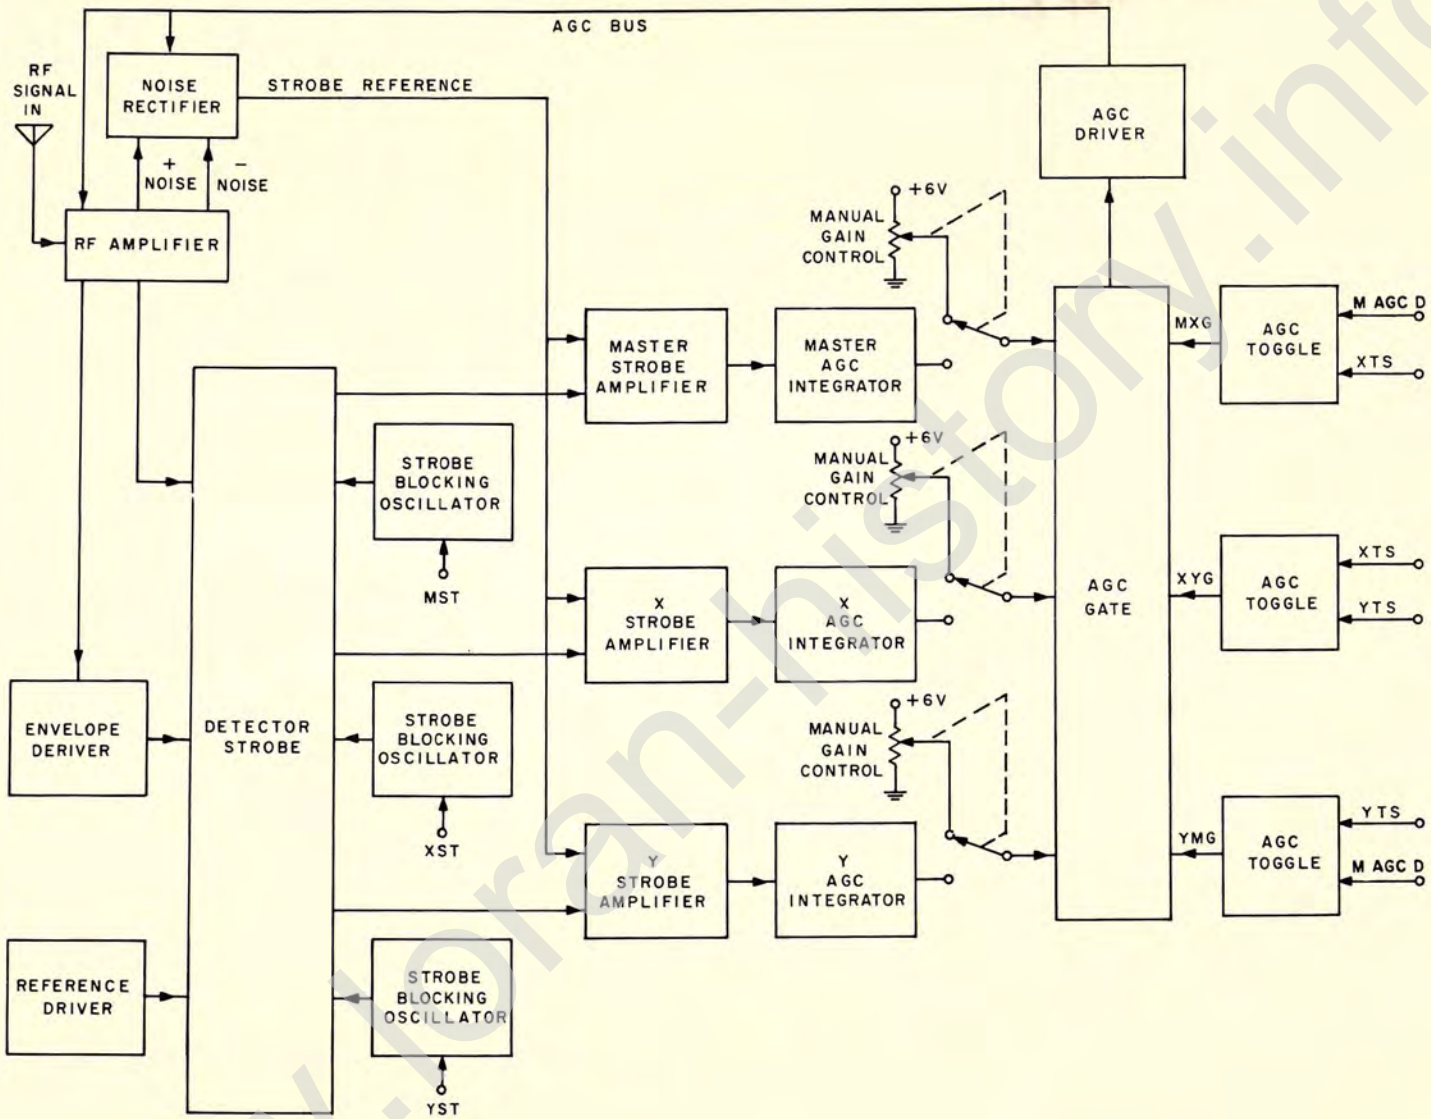 AGC BUS
RF
SIGNAL
IN
NOISE
RECTIFIER
STROBE REFERENCE
AGC
DRIVER
+
NOISE
−
NOISE
RF AMPLIFIER
+6V
MANUAL
GAIN
CONTROL
MASTER
STROBE
AMPLIFIER
MASTER
AGC
INTEGRATOR
MXG
AGC
TOGGLE
M AGC D
XTS
STROBE
BLOCKING
OSCILLATOR
MST
+6V
MANUAL
GAIN
CONTROL
X
STROBE
AMPLIFIER
X
AGC
INTEGRATOR
AGC
GATE
XYG
AGC
TOGGLE
XTS
YTS
ENVELOPE
DERIVER
DETECTOR
STROBE
STROBE
BLOCKING
OSCILLATOR
XST
+6V
MANUAL
GAIN
CONTROL
Y
STROBE
AMPLIFIER
Y
AGC
INTEGRATOR
YMG
AGC
TOGGLE
YTS
M AGC D
REFERENCE
DRIVER
STROBE
BLOCKING
OSCILLATOR
YST
y.loran-history.info